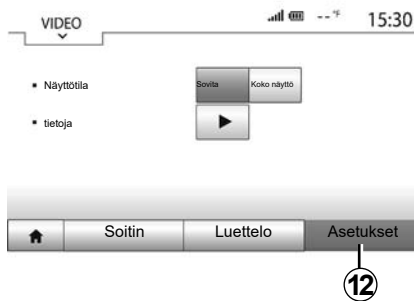 VIDEO
--°F
15:30
▪ Näyttötila
Sovita
Koko näyttö
▪ tietoja
Soitin
Luettelo
Asetukset
12